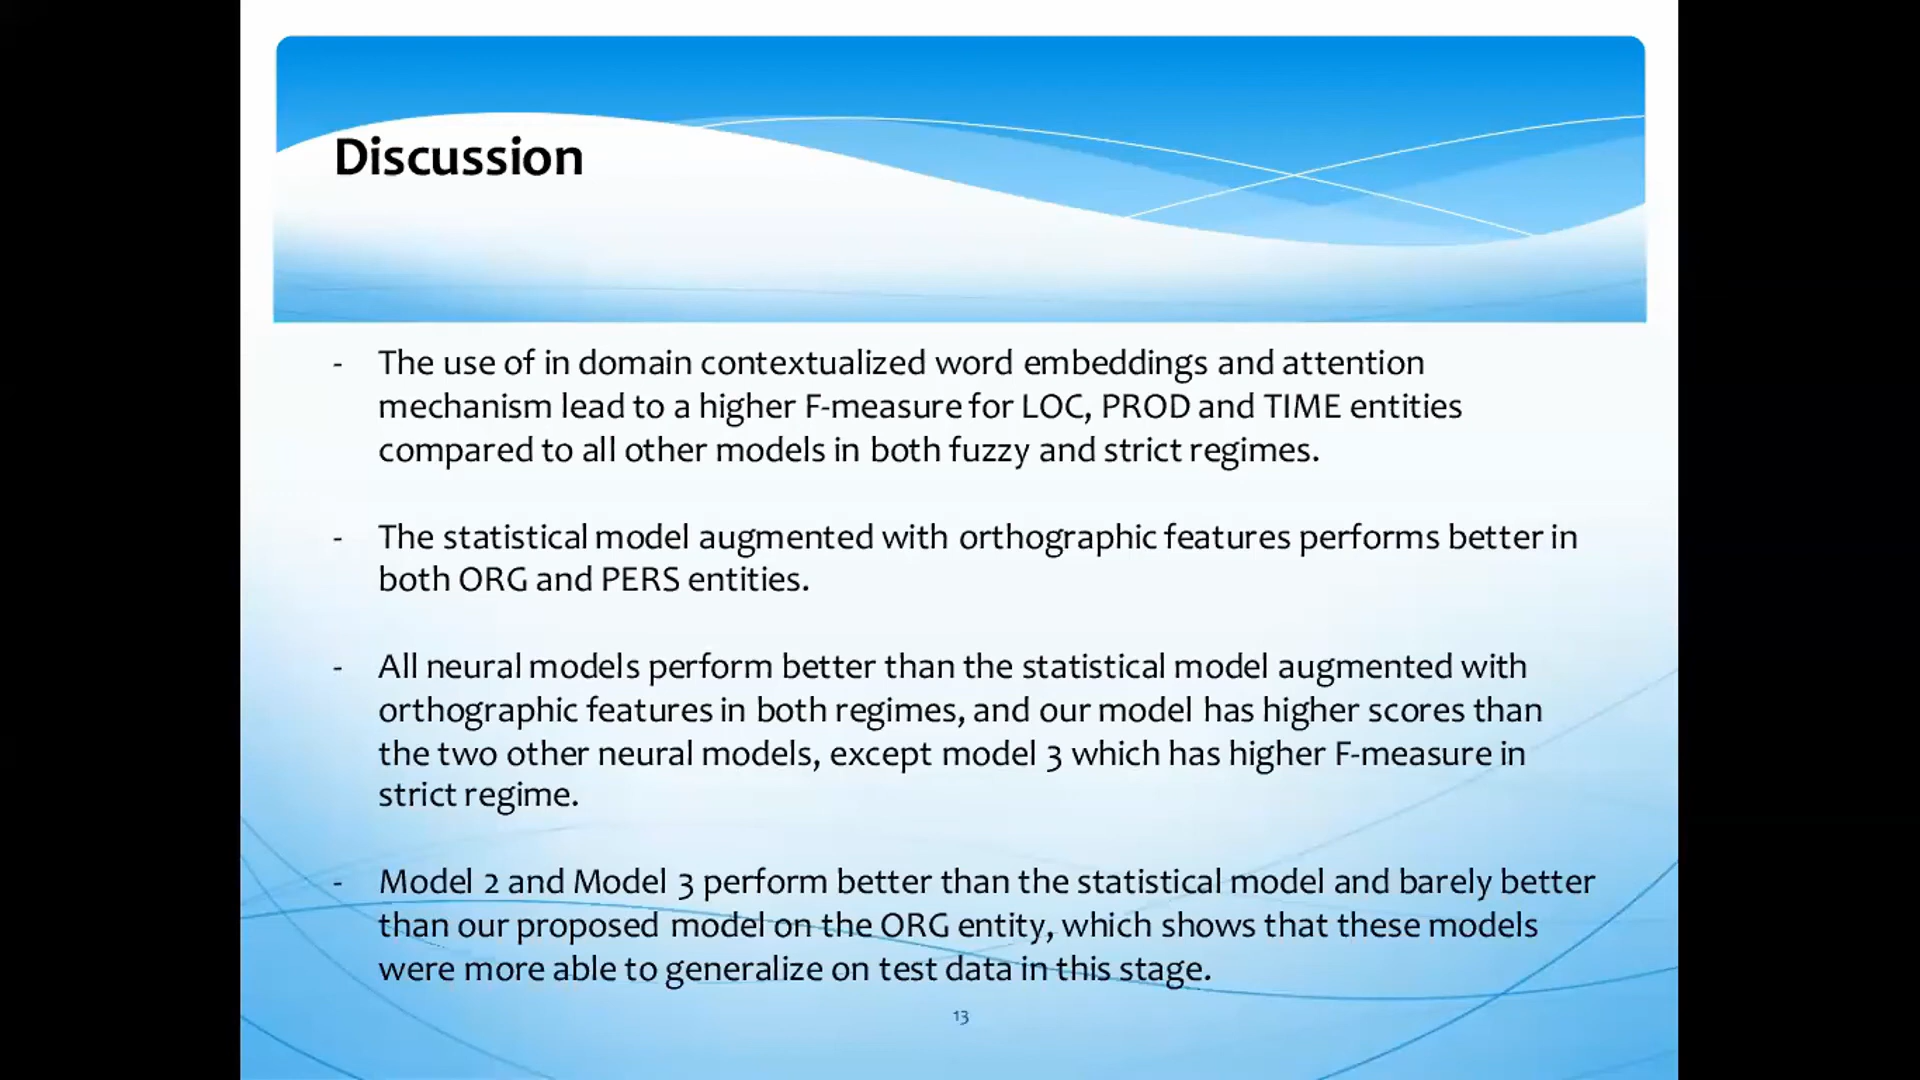 Discussion
- The use of in domain contextualized word embeddings and attention
mechanism lead to a higher F-measure for LOC, PROD and TIME entities
compared to all other models in both fuzzy and strict regimes.
- The statistical model augmented with orthographic features performs better in
both ORG and PERS entities.
- All neural models perform better than the statistical model augmented with
orthographic features in both regimes, and our model has higher scores than
the two other neural models, except model 3 which has higher F-measure in
strict regime.
- Model 2 and Model 3 perform better than the statistical model and barely better
than our proposed model on the ORG entity, which shows that these models
were more able to generalize on test data in this stage.
13